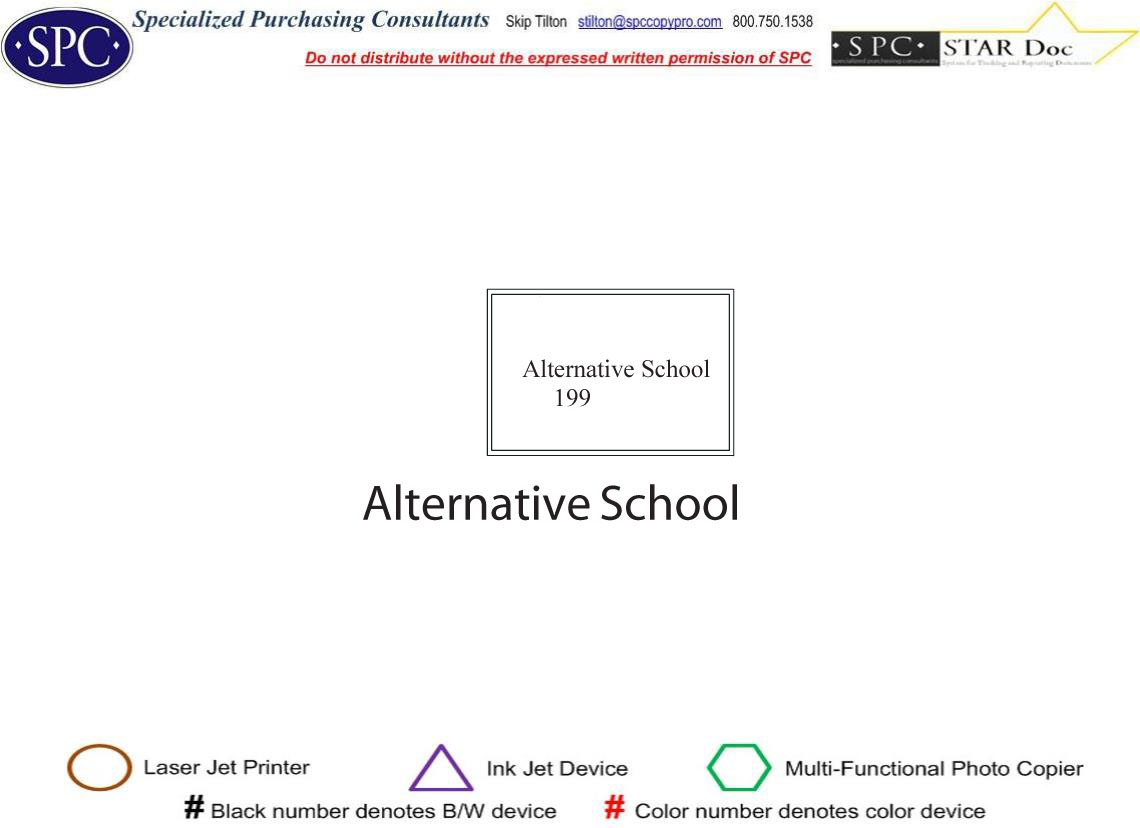 SPC Specialized Purchasing Consultants Skip Tilton stilton@spccopypro.com 800.750.1538
Do not distribute without the expressed written permission of SPC
· SPC · STAR Doc
specialized purchasing consultants System for Tracking and Reporting Documents
Alternative School
199
Alternative School
Laser Jet Printer Ink Jet Device Multi-Functional Photo Copier
# Black number denotes B/W device # Color number denotes color device